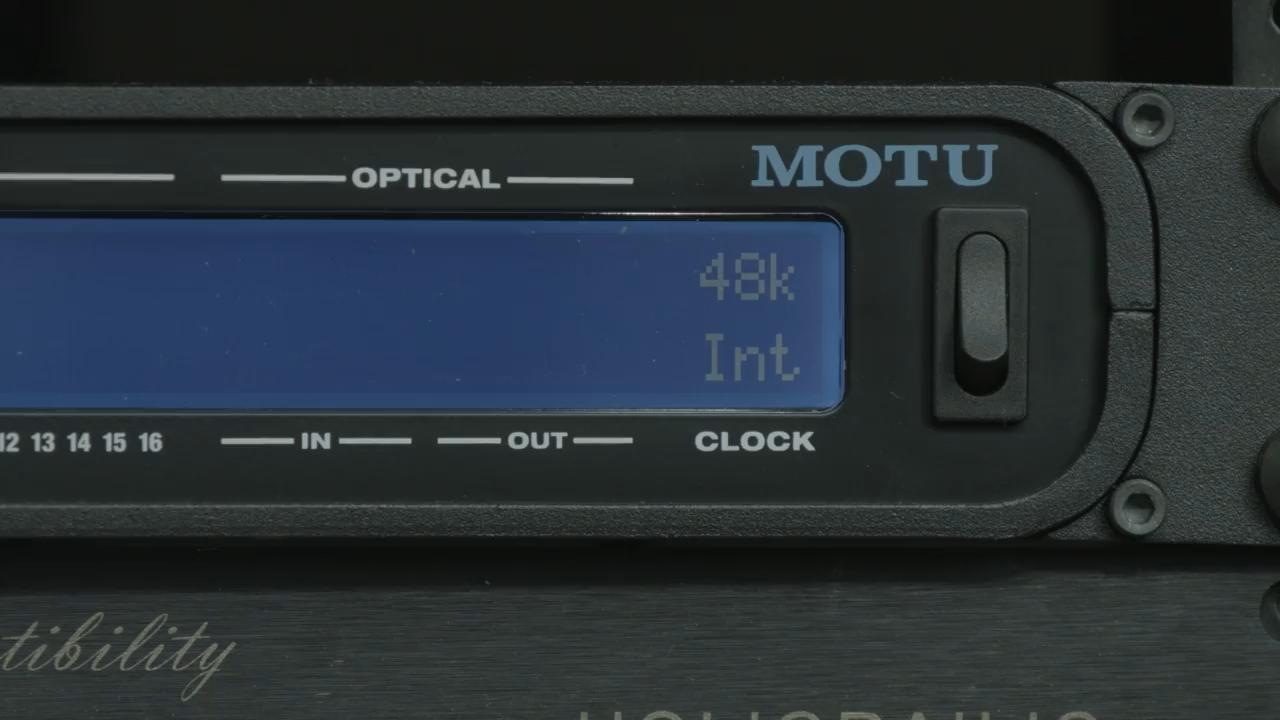 OPTICAL
MOTU
48k
Int
12 13 14 15 16
IN
OUT
CLOCK
tibility